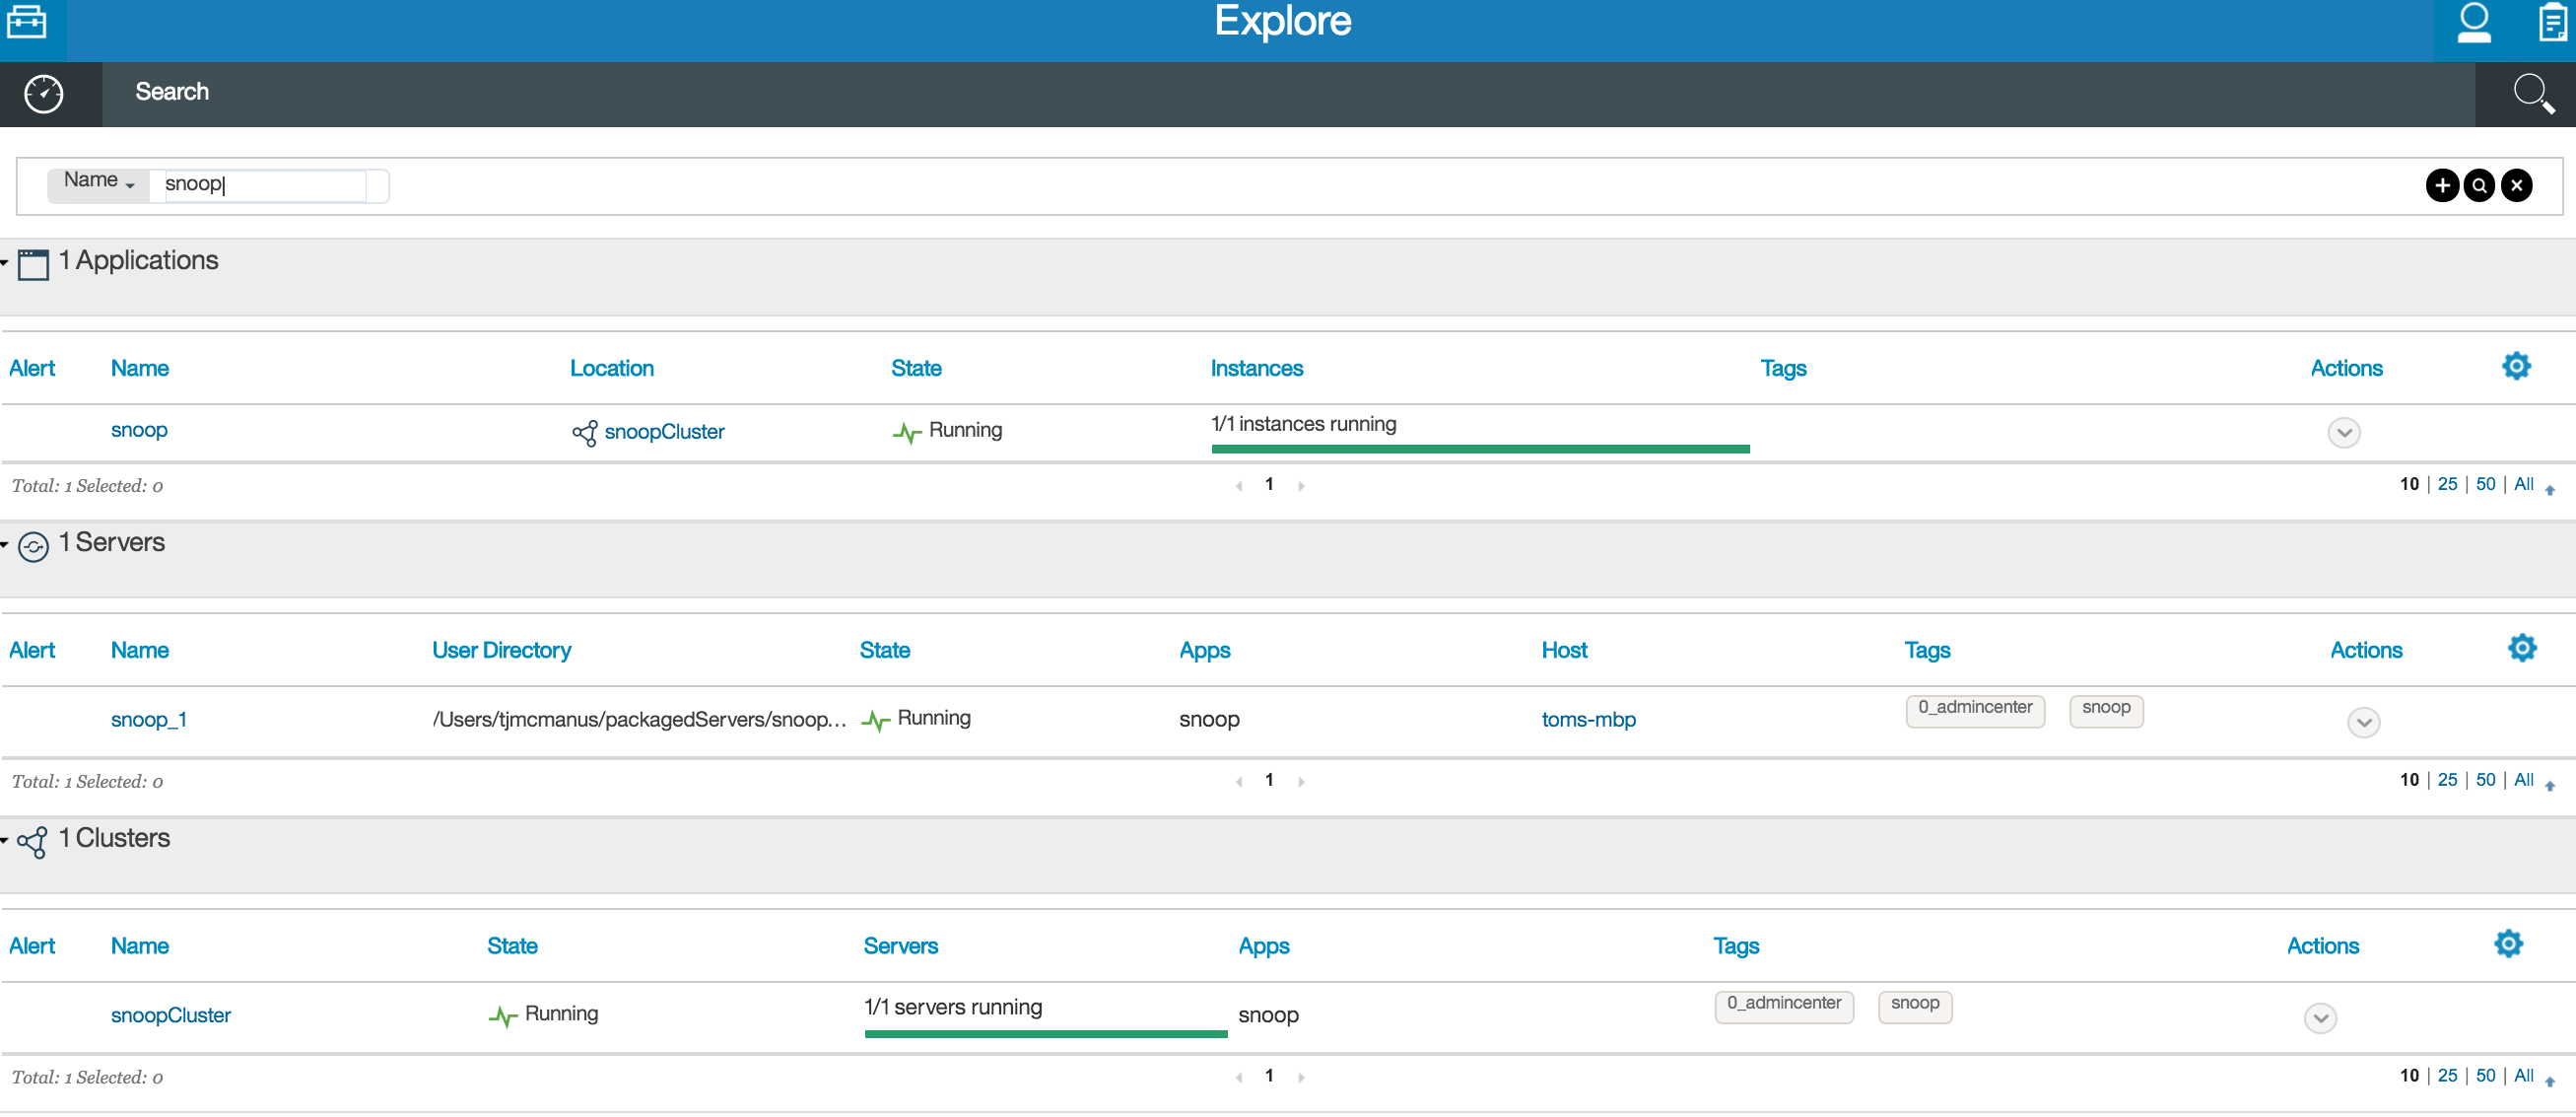 Explore
Search
Name snoop
1 Applications
Alert Name Location State Instances Tags Actions
snoop snoopCluster Running 1/1 instances running
Total: 1 Selected: 0 1 10 | 25 | 50 | All
1 Servers
Alert Name User Directory State Apps Host Tags Actions
snoop_1 /Users/tjmcmanus/packagedServers/snoop... Running snoop toms-mbp 0_admincenter snoop
Total: 1 Selected: 0 1 10 | 25 | 50 | All
1 Clusters
Alert Name State Servers Apps Tags Actions
snoopCluster Running 1/1 servers running snoop 0_admincenter snoop
Total: 1 Selected: 0 1 10 | 25 | 50 | All